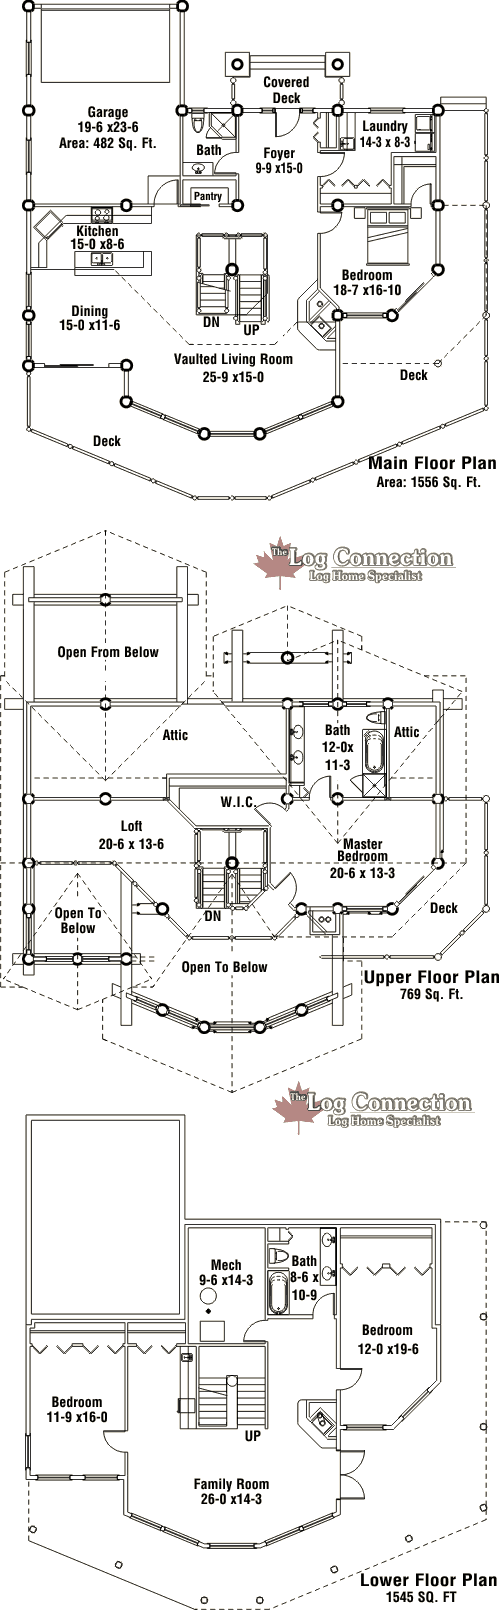 Covered
Deck
Garage
19-6 x23-6
Area: 482 Sq. Ft.
Bath
Foyer
9-9 x15-0
Laundry
14-3 x 8-3
Pantry
Kitchen
15-0 x8-6
Bedroom
18-7 x16-10
Dining
15-0 x11-6
DN
UP
Vaulted Living Room
25-9 x15-0
Deck
Deck
Main Floor Plan
Area: 1556 Sq. Ft.
The Log Connection
Log Home Specialist
Open From Below
Attic
Bath
12-0x
11-3
Attic
W.I.C.
Loft
20-6 x 13-6
Master
Bedroom
20-6 x 13-3
DN
Open To
Below
Deck
Open To Below
Upper Floor Plan
769 Sq. Ft.
The Log Connection
Log Home Specialist
Mech
9-6 x14-3
Bath
8-6 x
10-9
Bedroom
12-0 x19-6
Bedroom
11-9 x16-0
UP
Family Room
26-0 x14-3
Lower Floor Plan
1545 SQ. FT